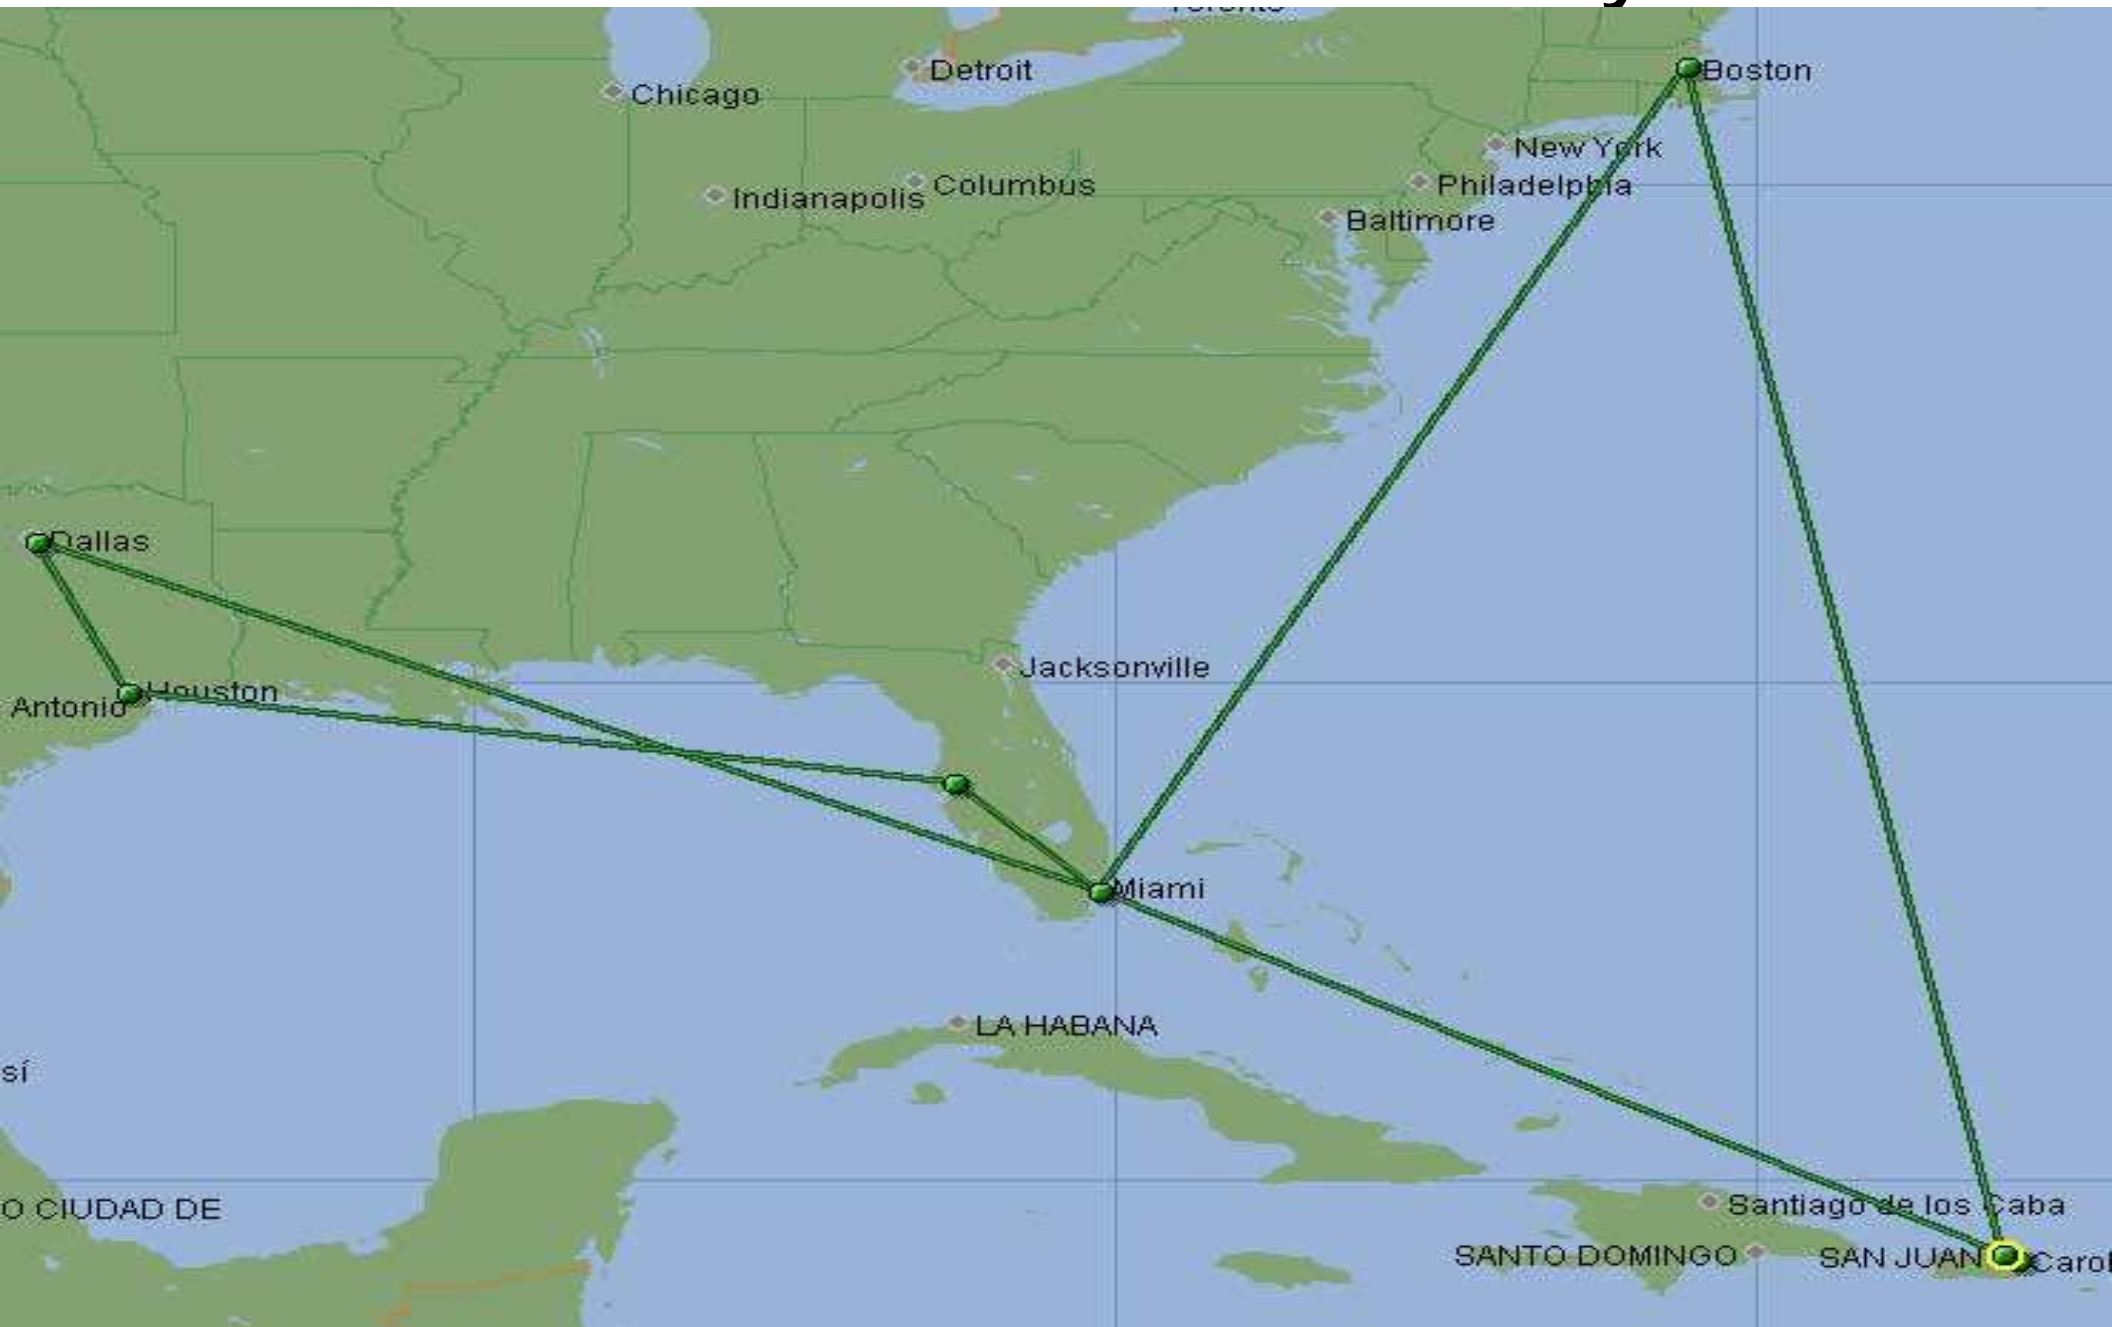 Toronto
Detroit
Boston
Chicago
New York
Philadelphia
Columbus
Indianapolis
Baltimore
Dallas
Jacksonville
Houston
Antonio
Miami
LA HABANA
sí
Santiago de los Caba
O CIUDAD DE
SANTO DOMINGO
SAN JUAN
Carol